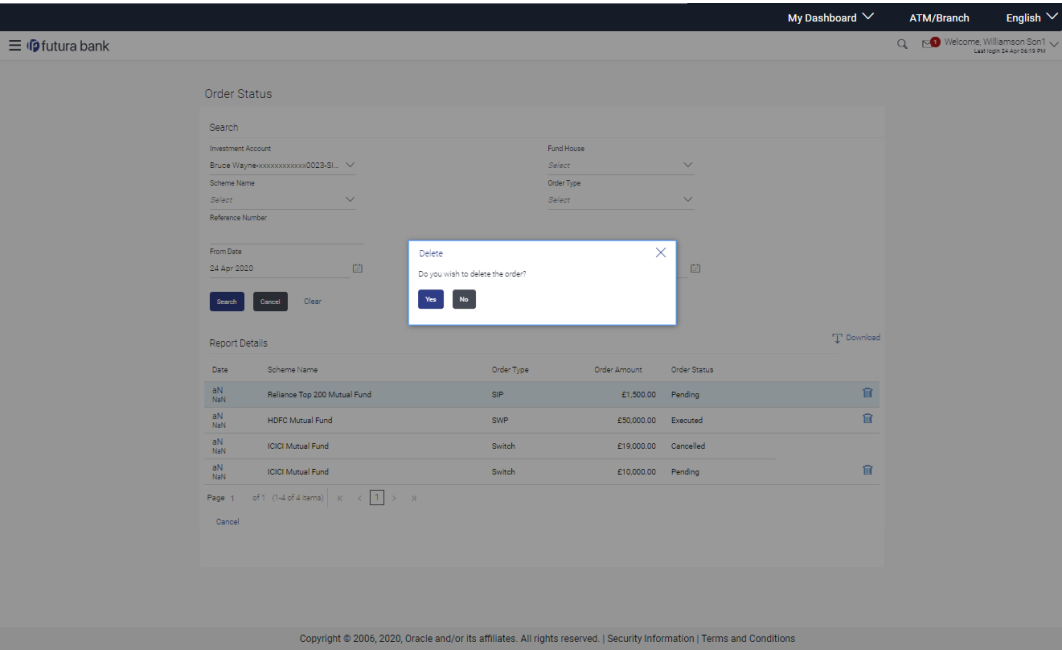 My Dashboard ATM/Branch English
futura bank 1 Welcome, Williamson Son1
Last login 24 Apr 06:19 PM
Order Status
Search
Investment Account Fund House
Bruce Wayne-xxxxxxxxxxxx0023-SI... Select
Scheme Name Order Type
Select Select
Reference Number
From Date
24 Apr 2020
Delete
Do you wish to delete the order?
Yes No
Search Cancel Clear
Report Details Download
Date Scheme Name Order Type Order Amount Order Status
aN
NaN Reliance Top 200 Mutual Fund SIP £1,500.00 Pending
aN
NaN HDFC Mutual Fund SWP £50,000.00 Executed
aN
NaN ICICI Mutual Fund Switch £19,000.00 Cancelled
aN
NaN ICICI Mutual Fund Switch £10,000.00 Pending
Page 1 of 1 (1-4 of 4 items) K < 1 > >|
Cancel
Copyright © 2006, 2020, Oracle and/or its affiliates. All rights reserved. | Security Information | Terms and Conditions